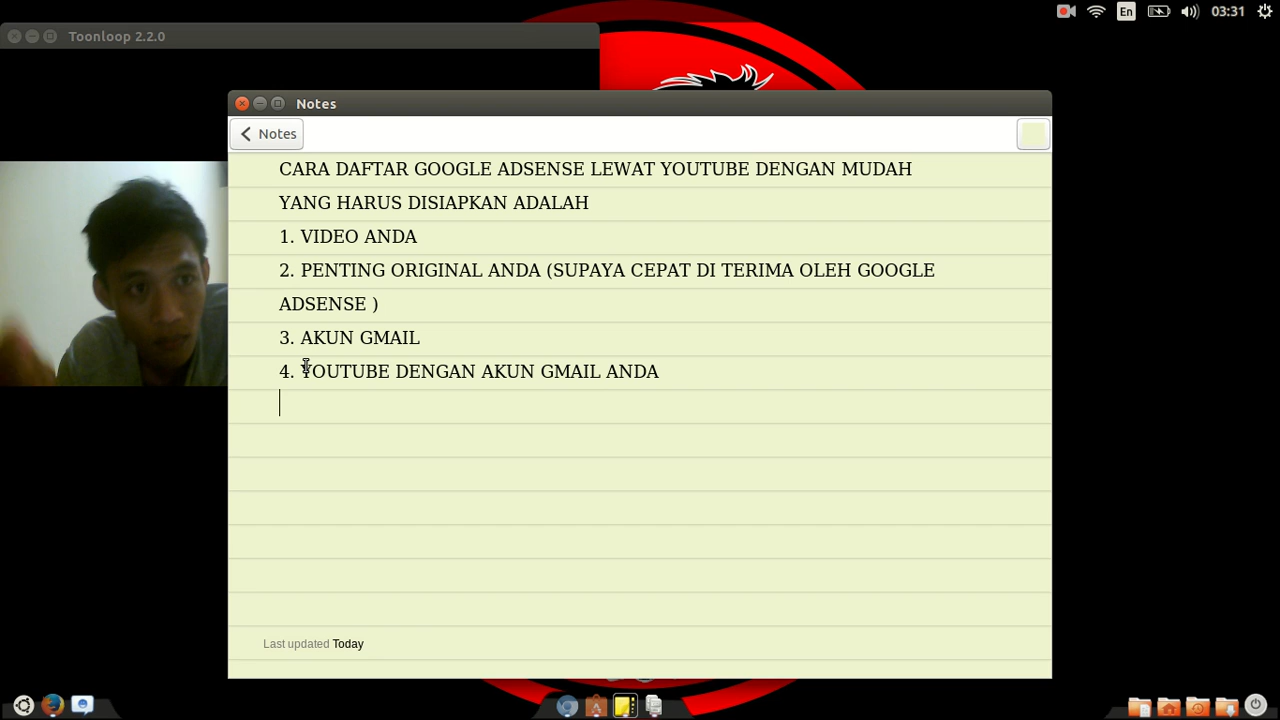 En
03:31
Toonloop 2.2.0
Notes
Notes
CARA DAFTAR GOOGLE ADSENSE LEWAT YOUTUBE DENGAN MUDAH
YANG HARUS DISIAPKAN ADALAH
1. VIDEO ANDA
2. PENTING ORIGINAL ANDA (SUPAYA CEPAT DI TERIMA OLEH GOOGLE
ADSENSE )
3. AKUN GMAIL
4. YOUTUBE DENGAN AKUN GMAIL ANDA
Last updated Today